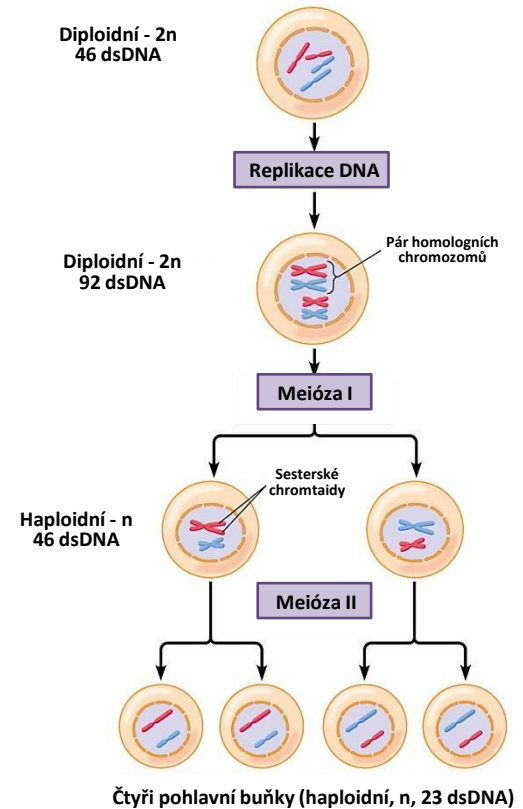 Diploidní - 2n
46 dsDNA
Replikace DNA
Pár homologních
chromozomů
Diploidní - 2n
92 dsDNA
Meióza I
Sesterské
chromtaidy
Haploidní - n
46 dsDNA
Meióza II
Čtyři pohlavní buňky (haploidní, n, 23 dsDNA)